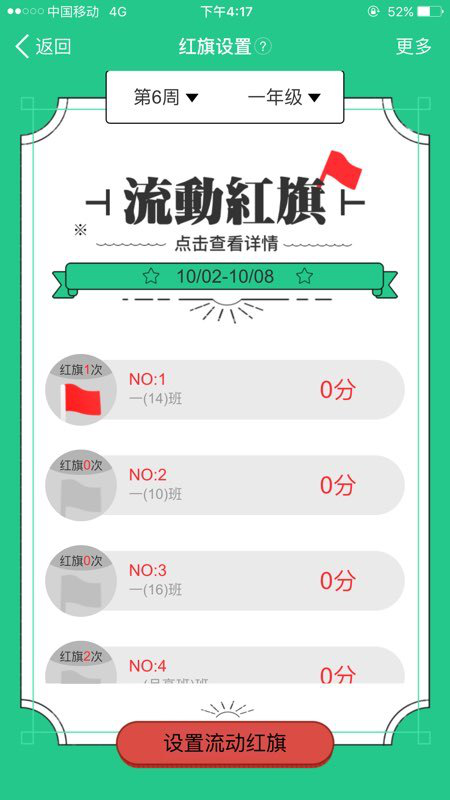 中国移动 4G 下午4:17 52%
返回 红旗设置? 更多
第6周 一年级
流動紅旗
※
点击查看详情
10/02-10/08
红旗1次
NO:1
一(14)班
0分
红旗0次
NO:2
一(10)班
0分
红旗0次
NO:3
一(16)班
0分
红旗2次
NO:4
0分
设置流动红旗